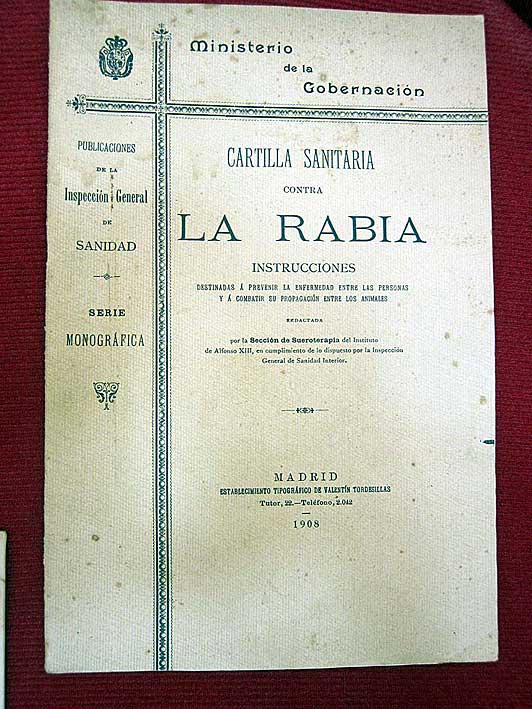 Ministerio
de la
Gobernación
PUBLICACIONES
DE LA
Inspección General
DE
SANIDAD
SERIE
MONOGRÁFICA
CARTILLA SANITARIA
CONTRA
LA RABIA
INSTRUCCIONES
DESTINADAS Á PREVENIR LA ENFERMEDAD ENTRE LAS PERSONAS
Y Á COMBATIR SU PROPAGACIÓN ENTRE LOS ANIMALES
REDACTADA
por la Sección de Sueroterapia del Instituto
de Alfonso XIII, en cumplimiento de lo dispuesto por la Inspección
General de Sanidad Interior.
MADRID
ESTABLECIMIENTO TIPOGRÁFICO DE VALENTÍN TORDESILLAS
Tutor, 22.—Teléfono, 2.042
1908